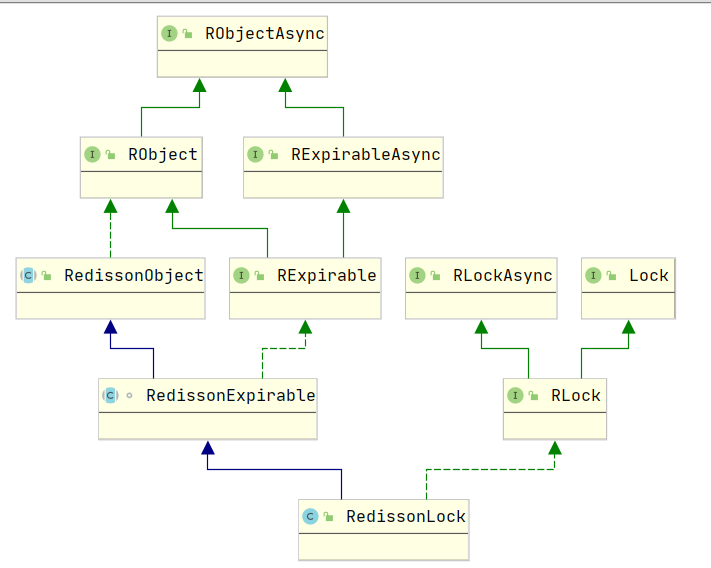 I RObjectAsync
I RObject
I RExpirableAsync
C RedissonObject
I RExpirable
I RLockAsync
I Lock
C RedissonExpirable
I RLock
C RedissonLock